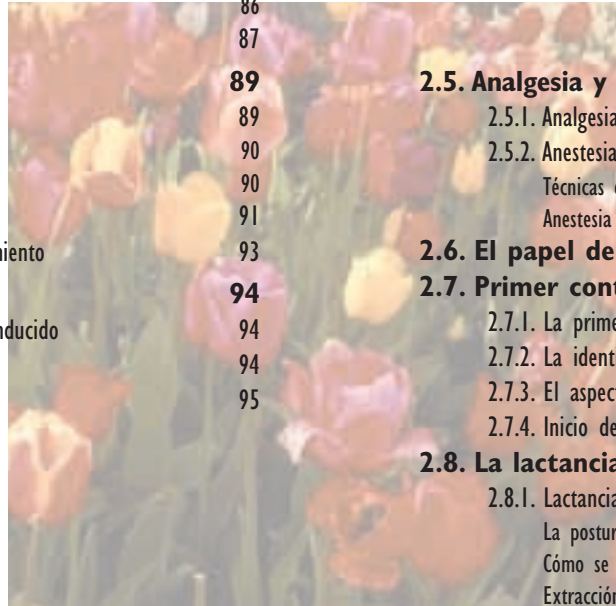 86
87
89
89
90
90
91
miento 93
94
nducido 94
94
95
2.5. Analgesia y
2.5.1. Analgesia
2.5.2. Anestesia
Técnicas
Anestesia
2.6. El papel de
2.7. Primer cont
2.7.1. La prime
2.7.2. La ident
2.7.3. El aspec
2.7.4. Inicio de
2.8. La lactancia
2.8.1. Lactancia
La postur
Cómo se
Extracción